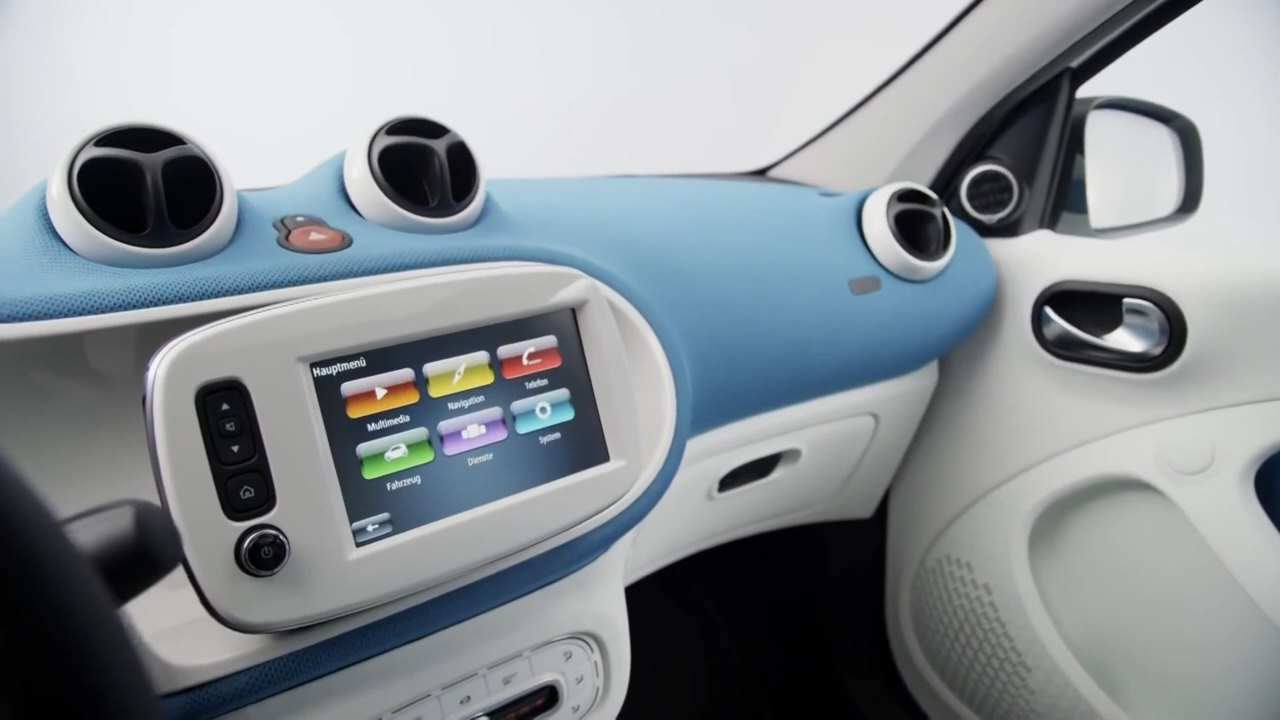 Hauptmenü
Multimedia
Navigation
Telefon
Fahrzeug
Dienste
System